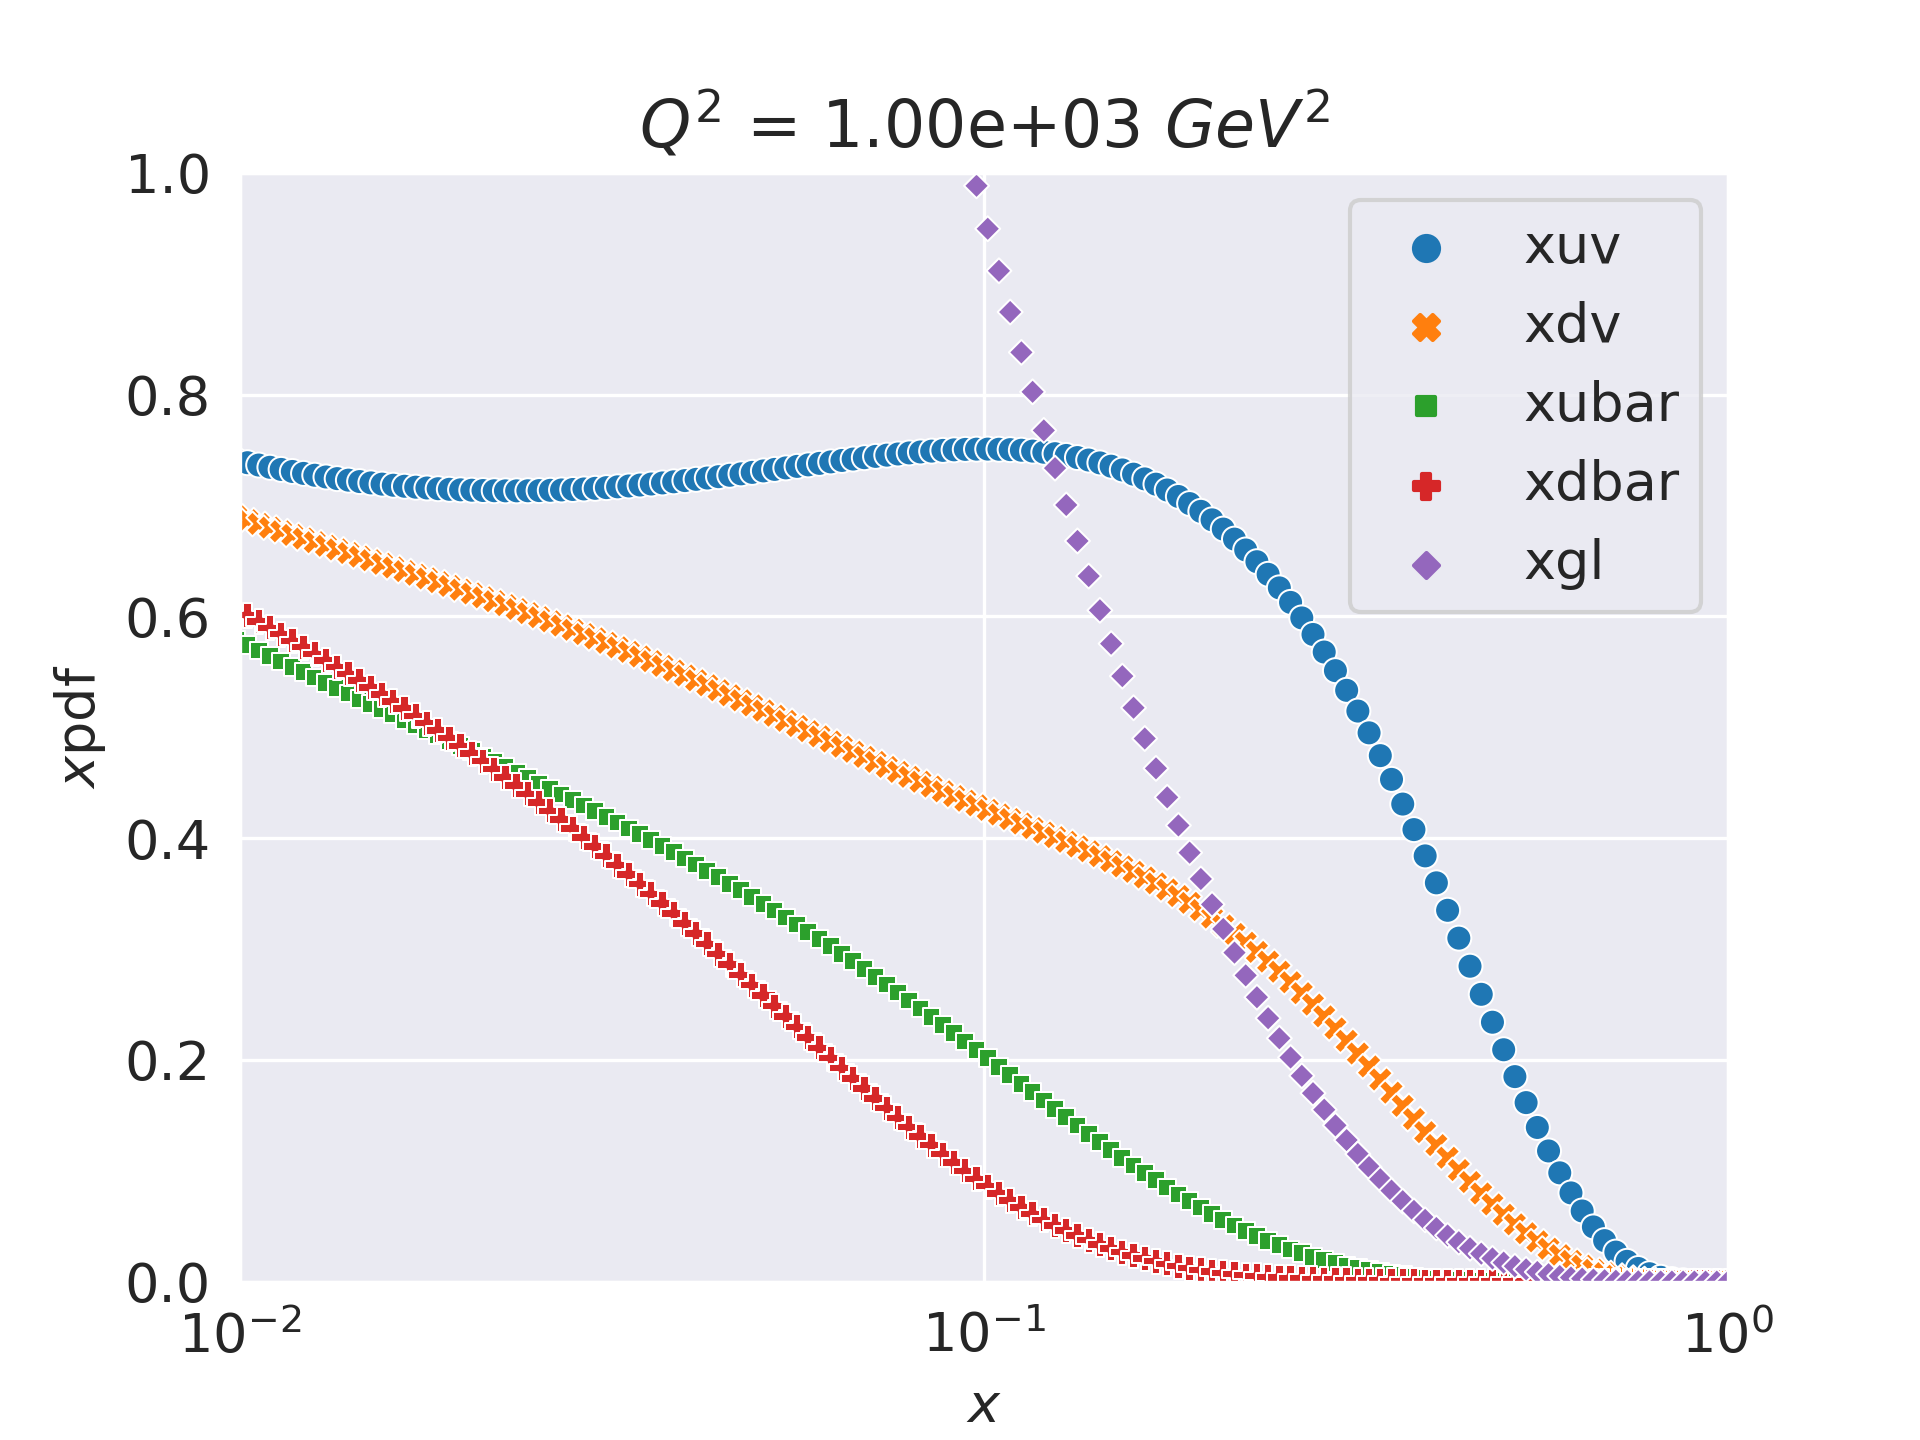 Q² = 1.00e+03 GeV²
1.0
0.8
0.6
0.4
0.2
0.0
xpdf
10⁻² 10⁻¹ 10⁰
x
xuv
xdv
xubar
xdbar
xgl